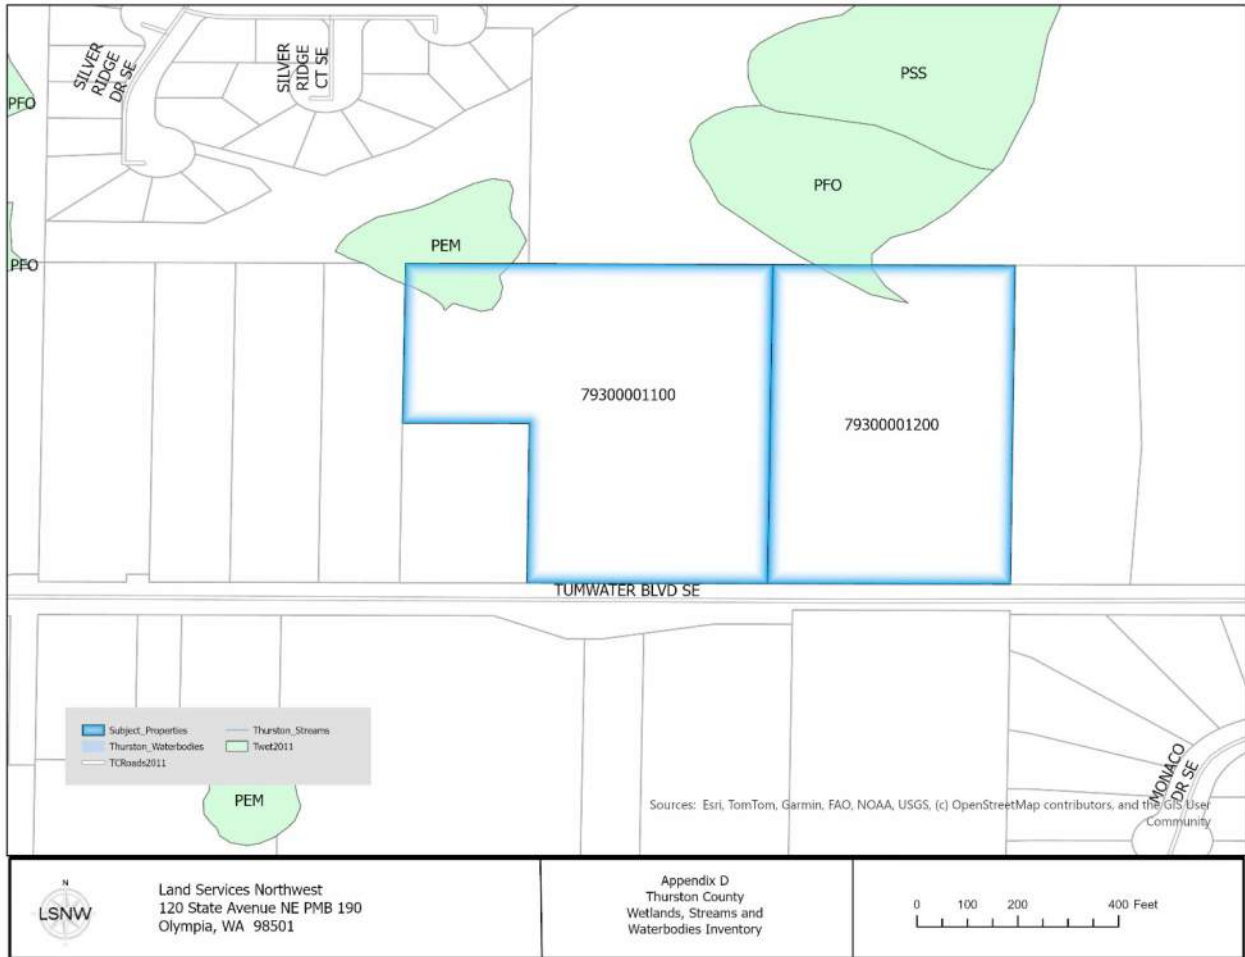 SILVER
RIDGE
DR SE
SILVER
RIDGE
CT SE
PSS
PFO
PFO
PEM
PFO
79300001100
79300001200
TUMWATER BLVD SE
Subject_Properties
Thurston_Streams
Thurston_Waterbodies
Twet2011
TCRoads2011
PEM
MONACO
DR SE
Sources: Esri, TomTom, Garmin, FAO, NOAA, USGS, (c) OpenStreetMap contributors, and the GIS User
Community
N
LSNW
Land Services Northwest
120 State Avenue NE PMB 190
Olympia, WA 98501
Appendix D
Thurston County
Wetlands, Streams and
Waterbodies Inventory
0 100 200 400 Feet